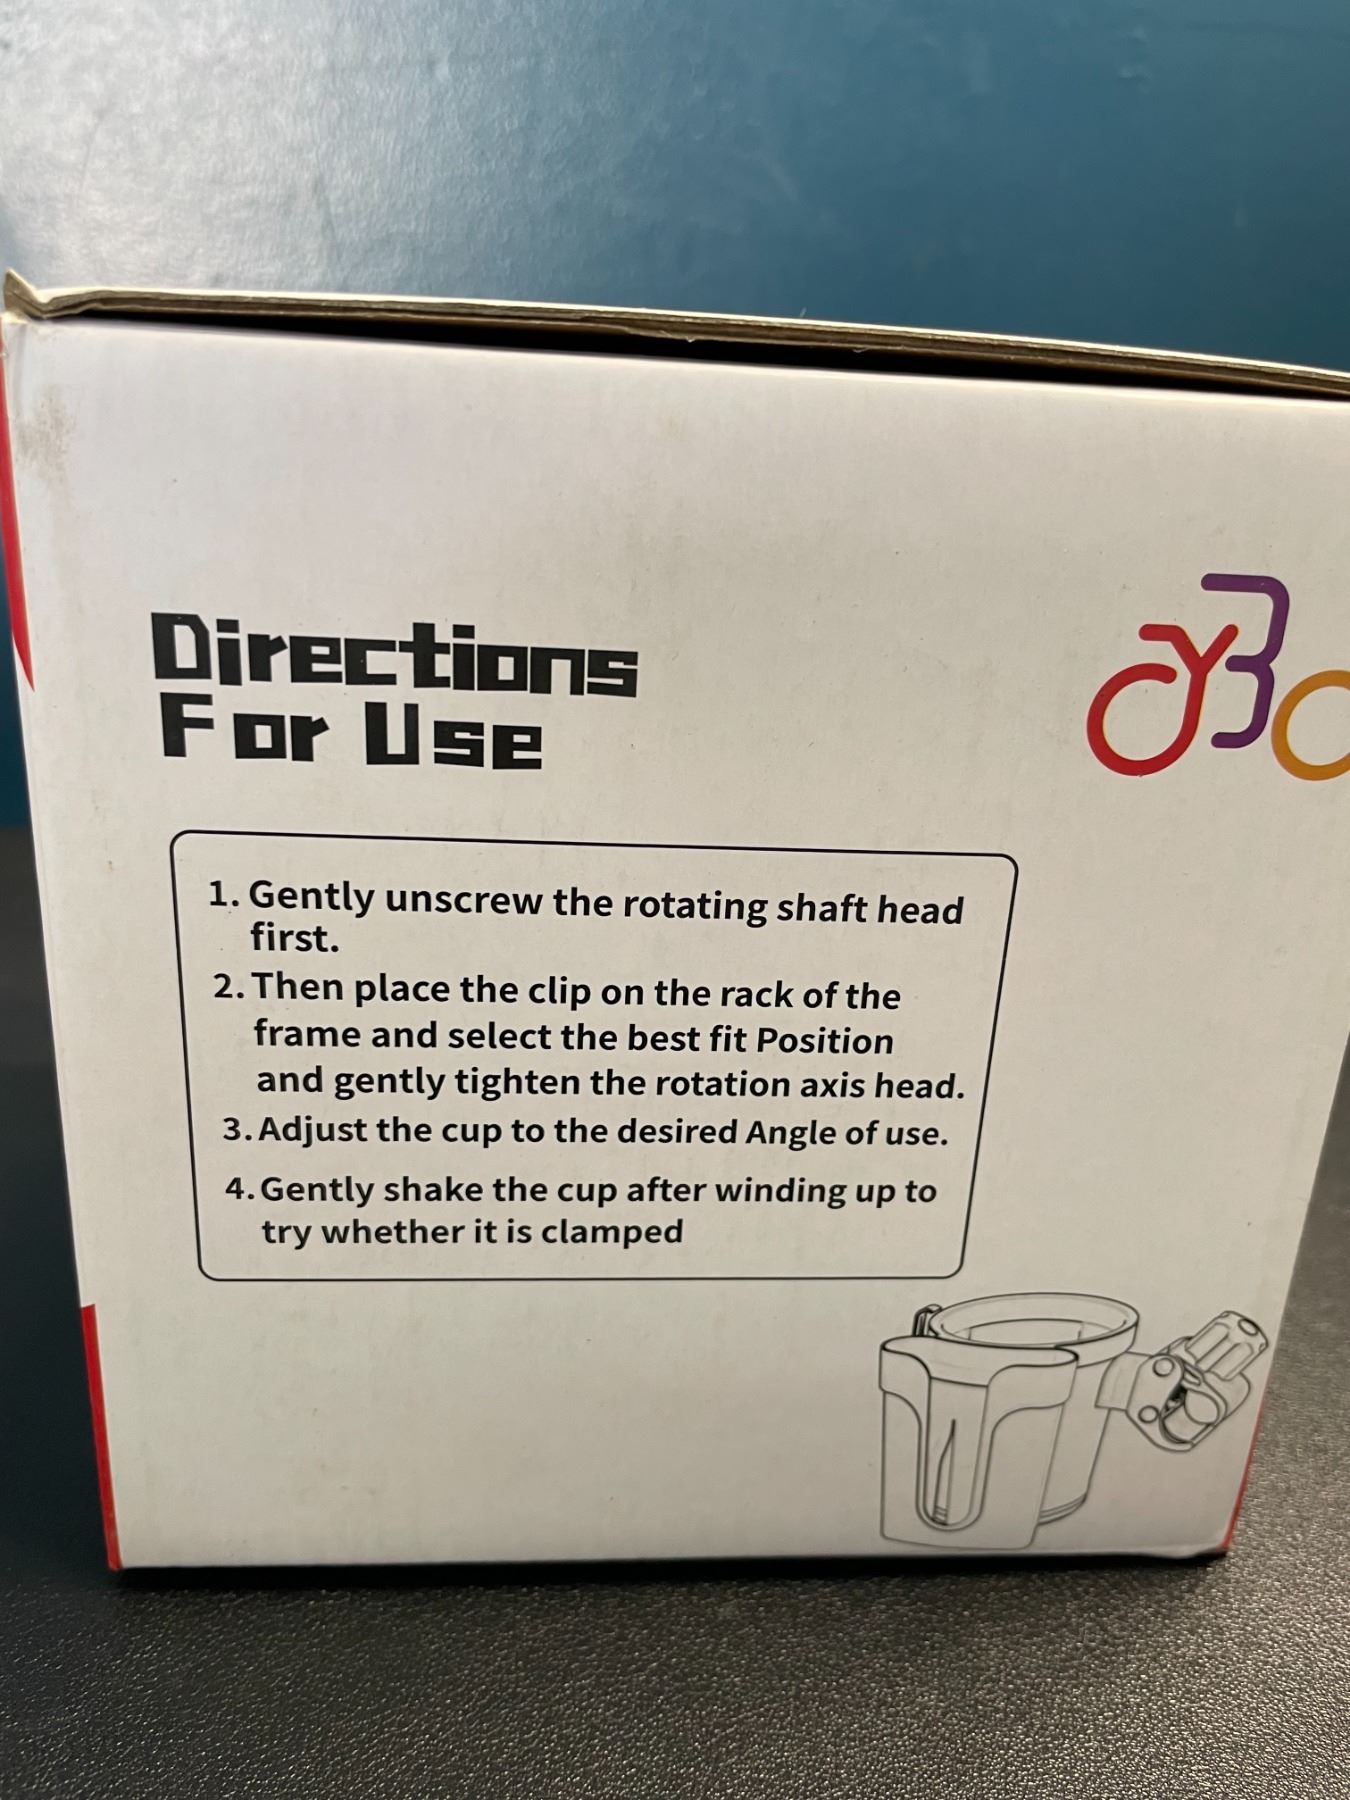 Directions
For Use
1. Gently unscrew the rotating shaft head
first.
2. Then place the clip on the rack of the
frame and select the best fit Position
and gently tighten the rotation axis head.
3. Adjust the cup to the desired Angle of use.
4. Gently shake the cup after winding up to
try whether it is clamped